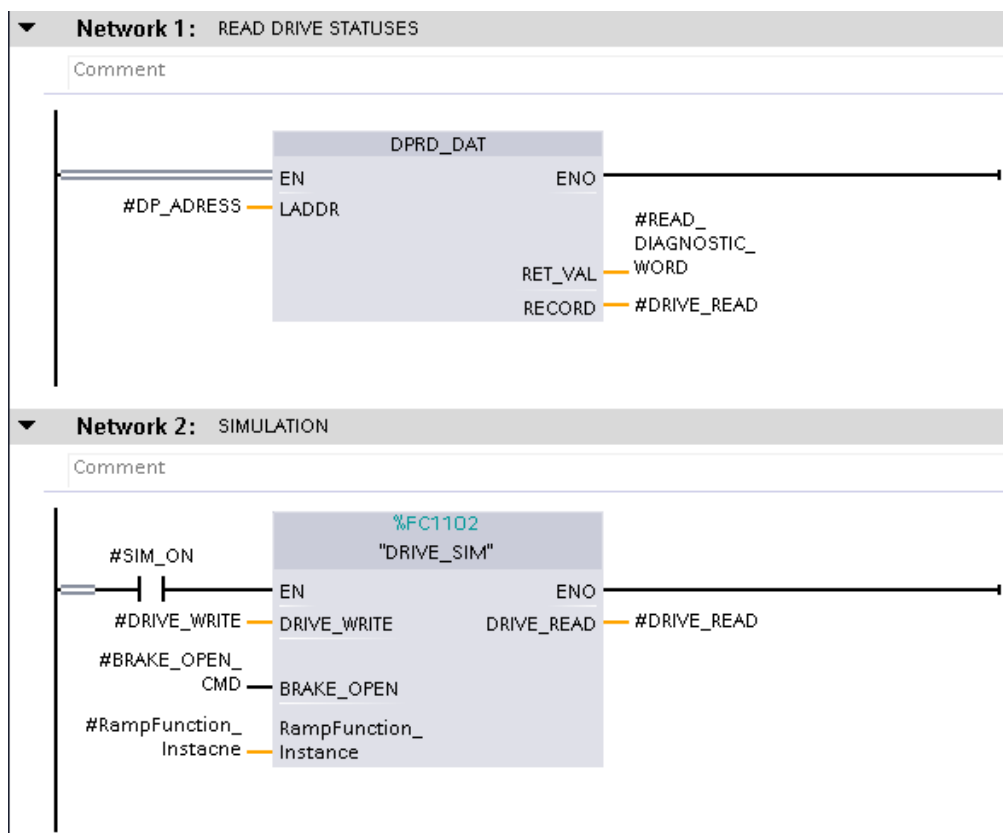 Network 1: READ DRIVE STATUSES
Comment
DPRD_DAT
EN ENO
#DP_ADRESS LADDR
#READ_
DIAGNOSTIC_
RET_VAL WORD
RECORD #DRIVE_READ
Network 2: SIMULATION
Comment
%FC1102
#SIM_ON "DRIVE_SIM"
EN ENO
#DRIVE_WRITE DRIVE_WRITE DRIVE_READ #DRIVE_READ
#BRAKE_OPEN_
CMD BRAKE_OPEN
#RampFunction_ RampFunction_
Instacne Instance